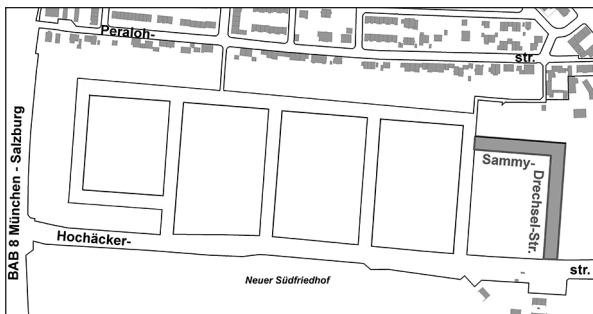 Peraloh-
str.
BAB 8 München - Salzburg
Sammy-
Drechsel-Str.
Hochäcker-
str.
Neuer Südfriedhof